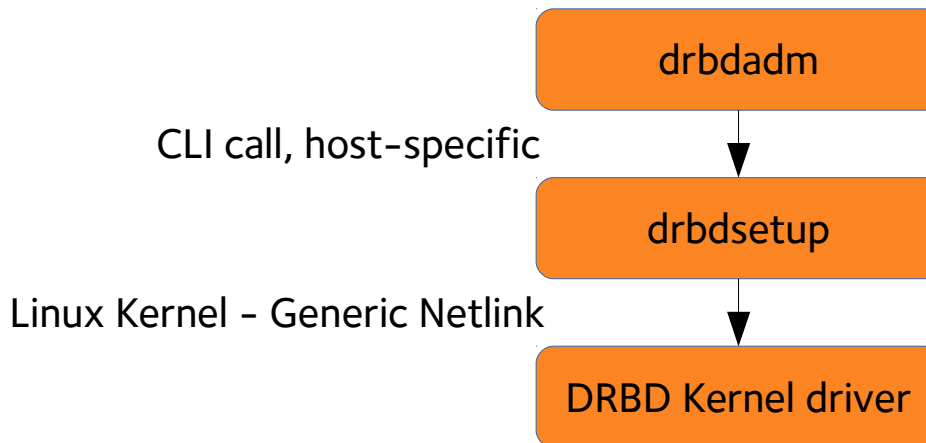 drbdadm
CLI call, host-specific
drbdsetup
Linux Kernel - Generic Netlink
DRBD Kernel driver